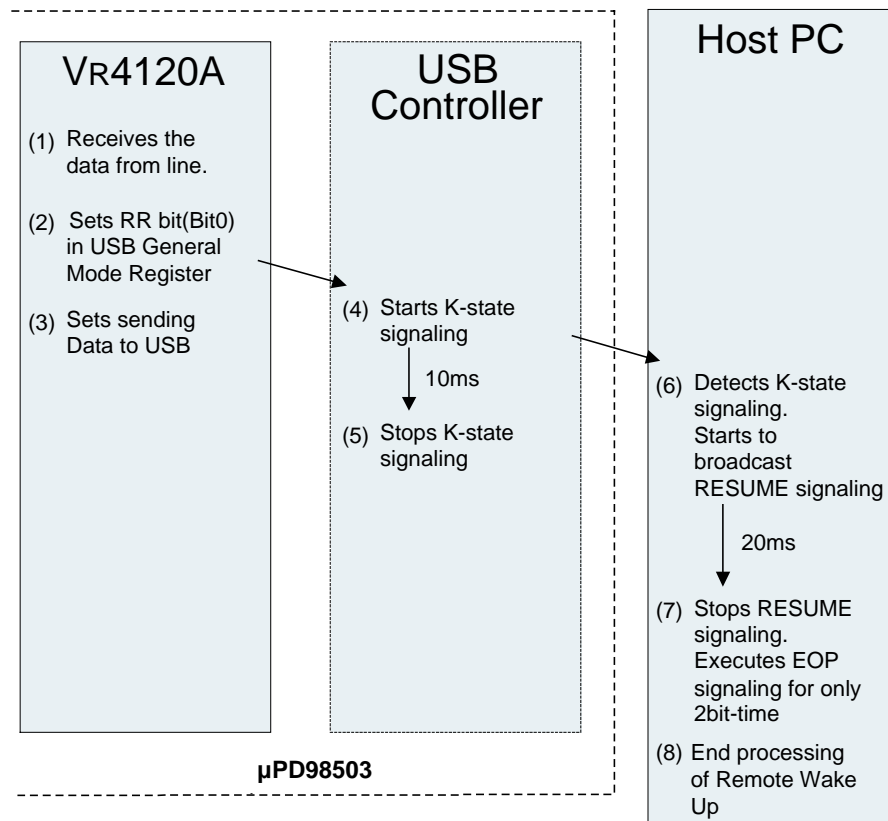 VR4120A
(1) Receives the
data from line.
(2) Sets RR bit(Bit0)
in USB General
Mode Register
(3) Sets sending
Data to USB
USB
Controller
(4) Starts K-state
signaling
10ms
(5) Stops K-state
signaling
µPD98503
Host PC
(6) Detects K-state
signaling.
Starts to
broadcast
RESUME signaling
20ms
(7) Stops RESUME
signaling.
Executes EOP
signaling for only
2bit-time
(8) End processing
of Remote Wake
Up